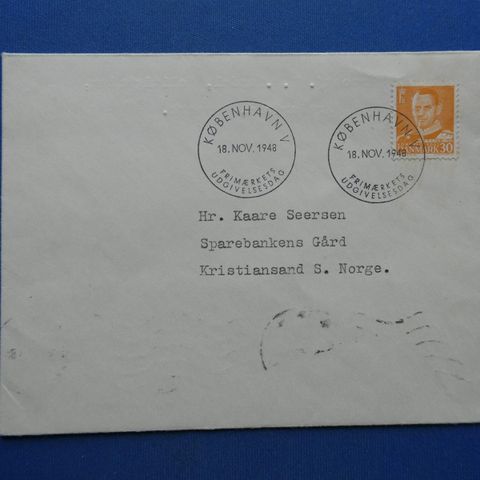 KØBENHAVN V
18. NOV. 1948
FRIMÆRKETS
UDGIVELSESDAG
KØBENHAVN V
18. NOV. 1948
FRIMÆRKETS
UDGIVELSESDAG
DANMARK 30
Hr. Kaare Seersen
Sparebankens Gård
Kristiansand S. Norge.